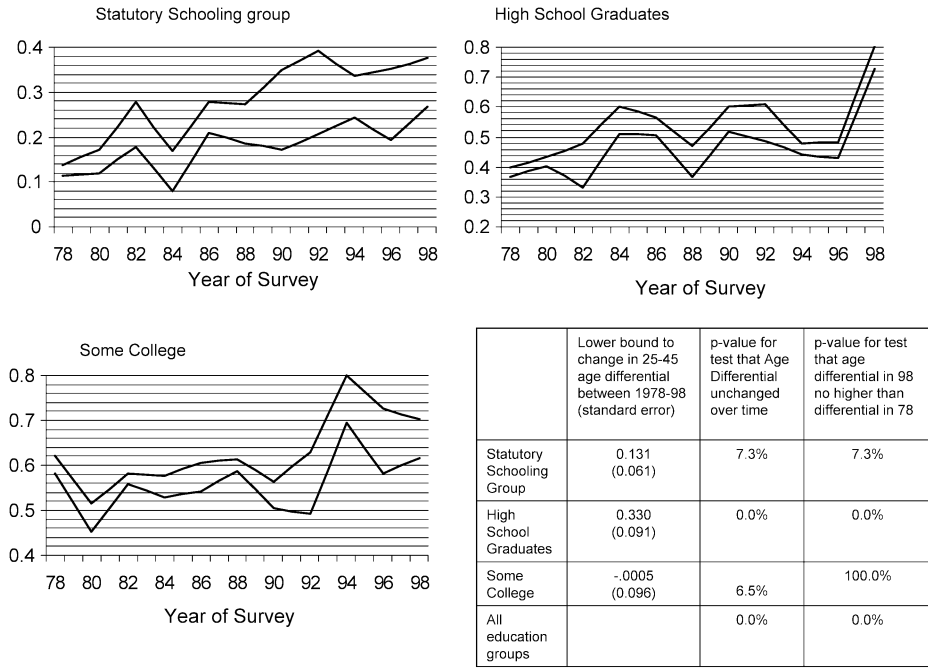 Statutory Schooling group
0.4
0.3
0.2
0.1
0
78 80 82 84 86 88 90 92 94 96 98
Year of Survey
High School Graduates
0.8
0.7
0.6
0.5
0.4
0.3
0.2
78 80 82 84 86 88 90 92 94 96 98
Year of Survey
Some College
0.8
0.7
0.6
0.5
0.4
78 80 82 84 86 88 90 92 94 96 98
Year of Survey
Lower bound to
change in 25-45
age differential
between 1978-98
(standard error)
p-value for
test that Age
Differential
unchanged
over time
p-value for test
that age
differential in 98
no higher than
differential in 78
Statutory
Schooling
Group
0.131
(0.061)
7.3%
7.3%
High
School
Graduates
0.330
(0.091)
0.0%
0.0%
Some
College
-.0005
(0.096)
6.5%
100.0%
All
education
groups
0.0%
0.0%